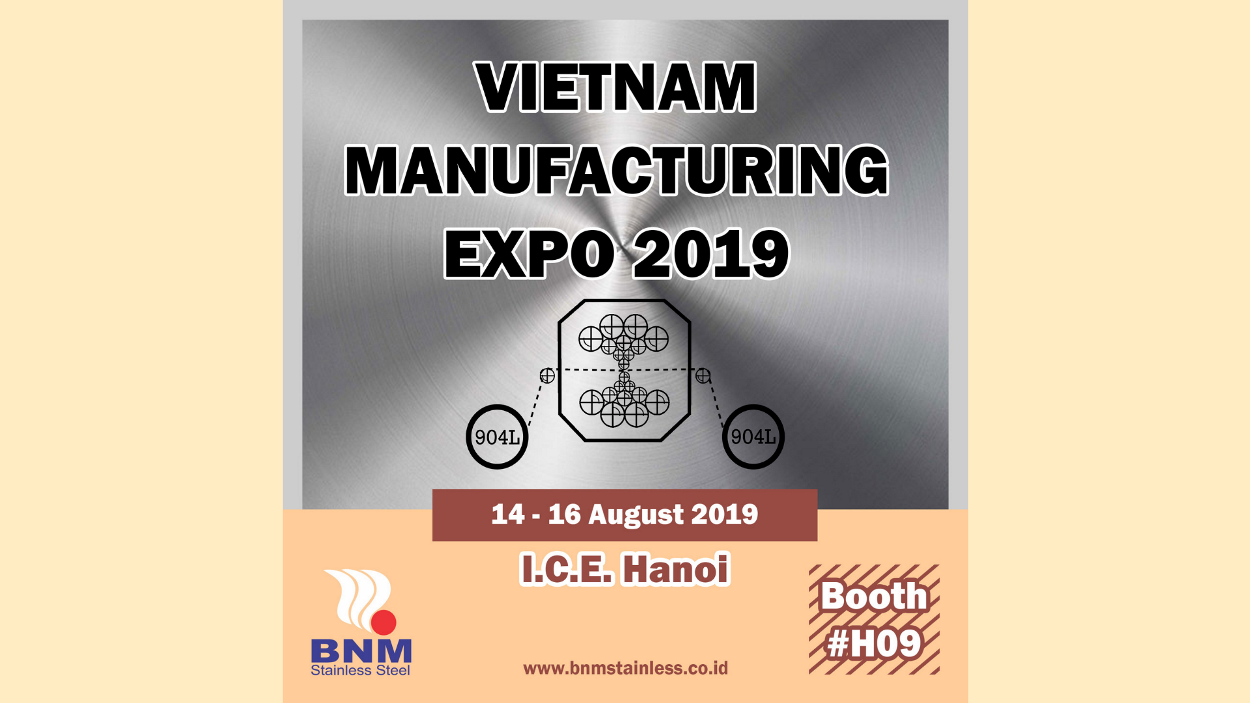 VIETNAM
MANUFACTURING
EXPO 2019
904L
904L
14 - 16 August 2019
I.C.E. Hanoi
Booth
#H09
BNM
Stainless Steel
www.bnmstainless.co.id